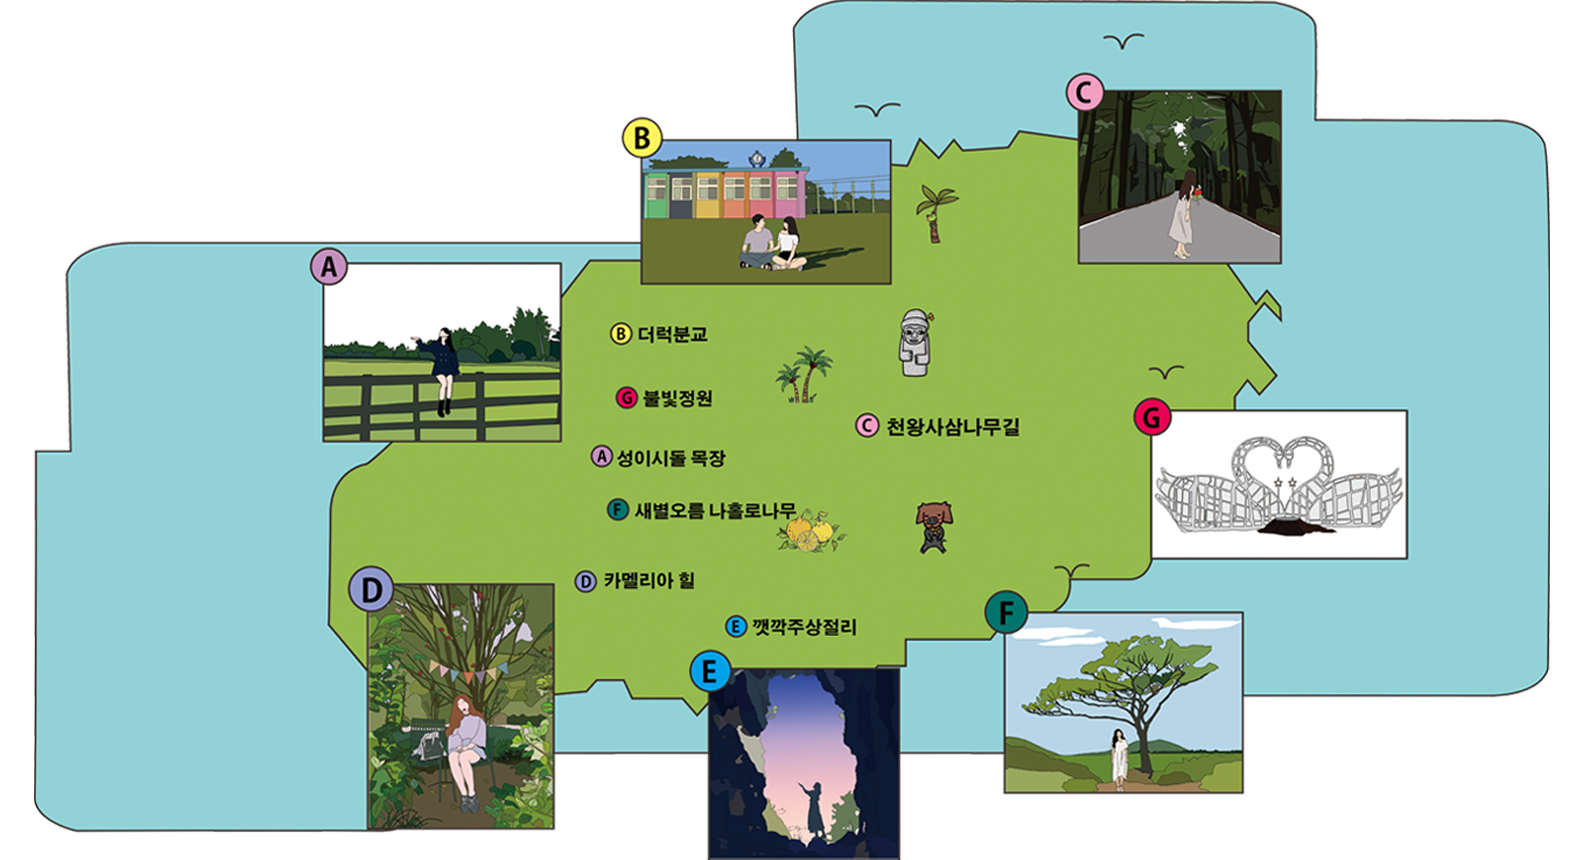 C
B
A
B 더럭분교
G 불빛정원
G
C 천왕사삼나무길
A 성이시돌 목장
F 새별오름 나홀로나무
D
D 카멜리아 힐
F
E 깻깍주상절리
E